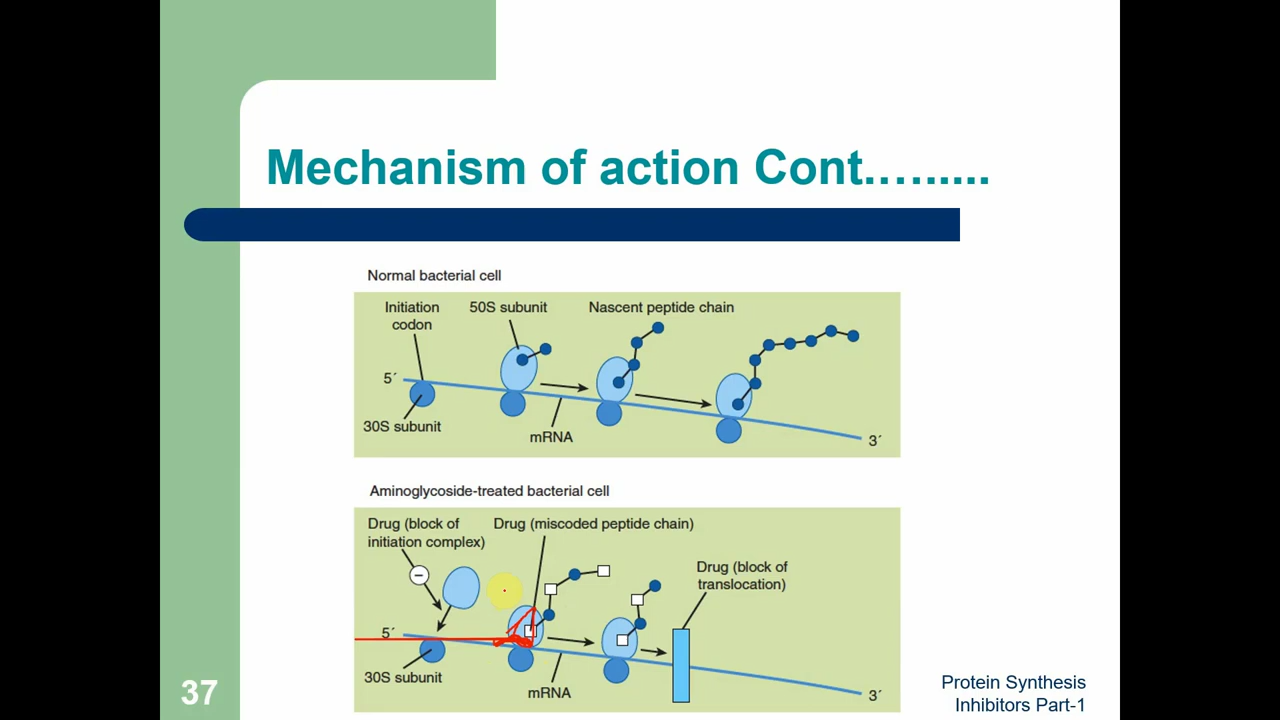 Mechanism of action Cont.…......
Normal bacterial cell
Initiation
codon
50S subunit
Nascent peptide chain
5´
30S subunit
mRNA
3´
Aminoglycoside-treated bacterial cell
Drug (block of
initiation complex)
Drug (miscoded peptide chain)
Drug (block of
translocation)
–
5´
30S subunit
mRNA
3´
37
Protein Synthesis
Inhibitors Part-1